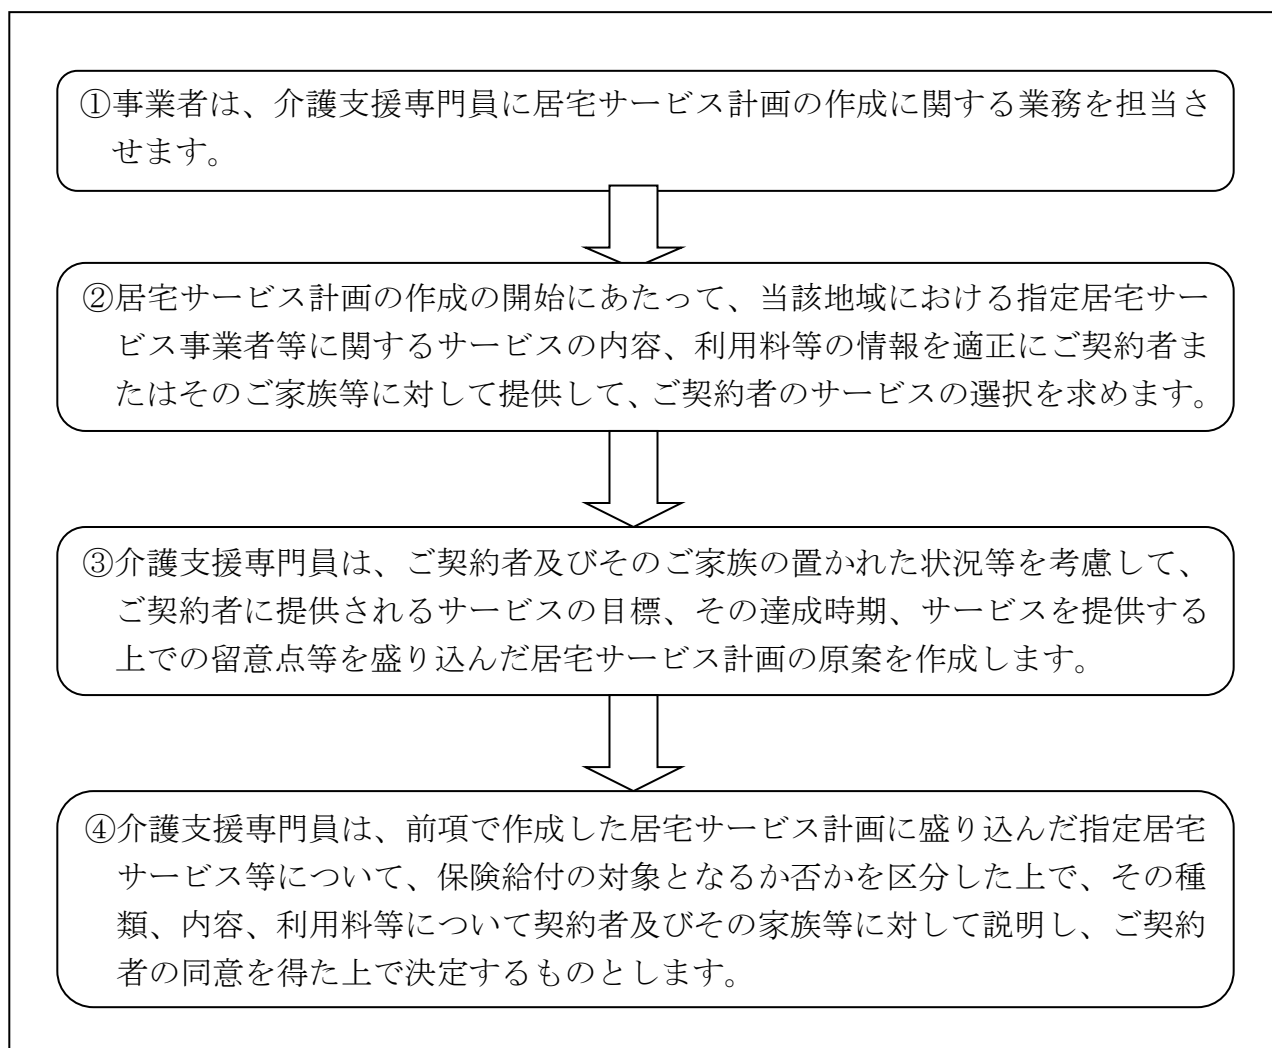 ①事業者は、介護支援専門員に居宅サービス計画の作成に関する業務を担当さ
せます。
②居宅サービス計画の作成の開始にあたって、当該地域における指定居宅サー
ビス事業者等に関するサービスの内容、利用料等の情報を適正にご契約者ま
たはそのご家族等に対して提供して、ご契約者のサービスの選択を求めます。
③介護支援専門員は、ご契約者及びそのご家族の置かれた状況等を考慮して、
ご契約者に提供されるサービスの目標、その達成時期、サービスを提供する
上での留意点等を盛り込んだ居宅サービス計画の原案を作成します。
④介護支援専門員は、前項で作成した居宅サービス計画に盛り込んだ指定居宅
サービス等について、保険給付の対象となるか否かを区分した上で、その種
類、内容、利用料等について契約者及びその家族等に対して説明し、ご契約
者の同意を得た上で決定するものとします。